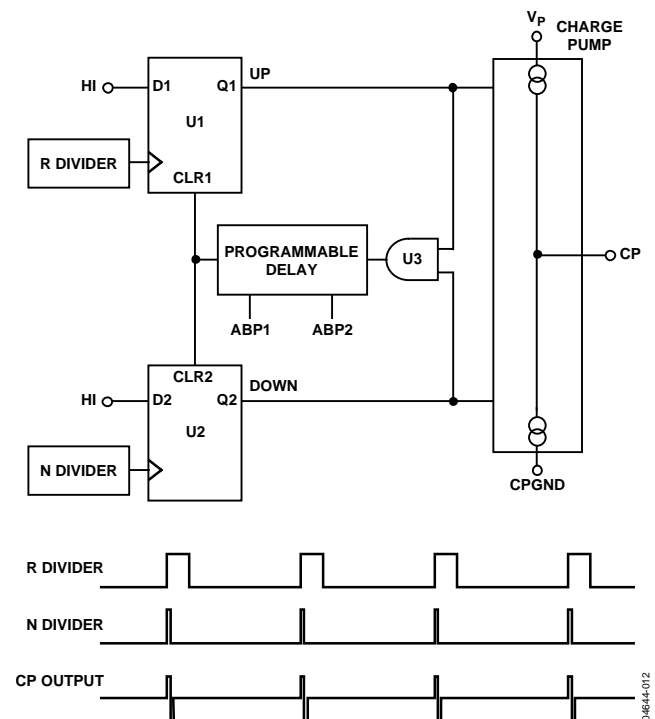 V_P
CHARGE
PUMP
HI
D1
Q1
UP
U1
R DIVIDER
CLR1
PROGRAMMABLE
DELAY
U3
CP
ABP1
ABP2
CLR2
HI
D2
Q2
DOWN
U2
N DIVIDER
CPGND
R DIVIDER
N DIVIDER
CP OUTPUT
04644-012